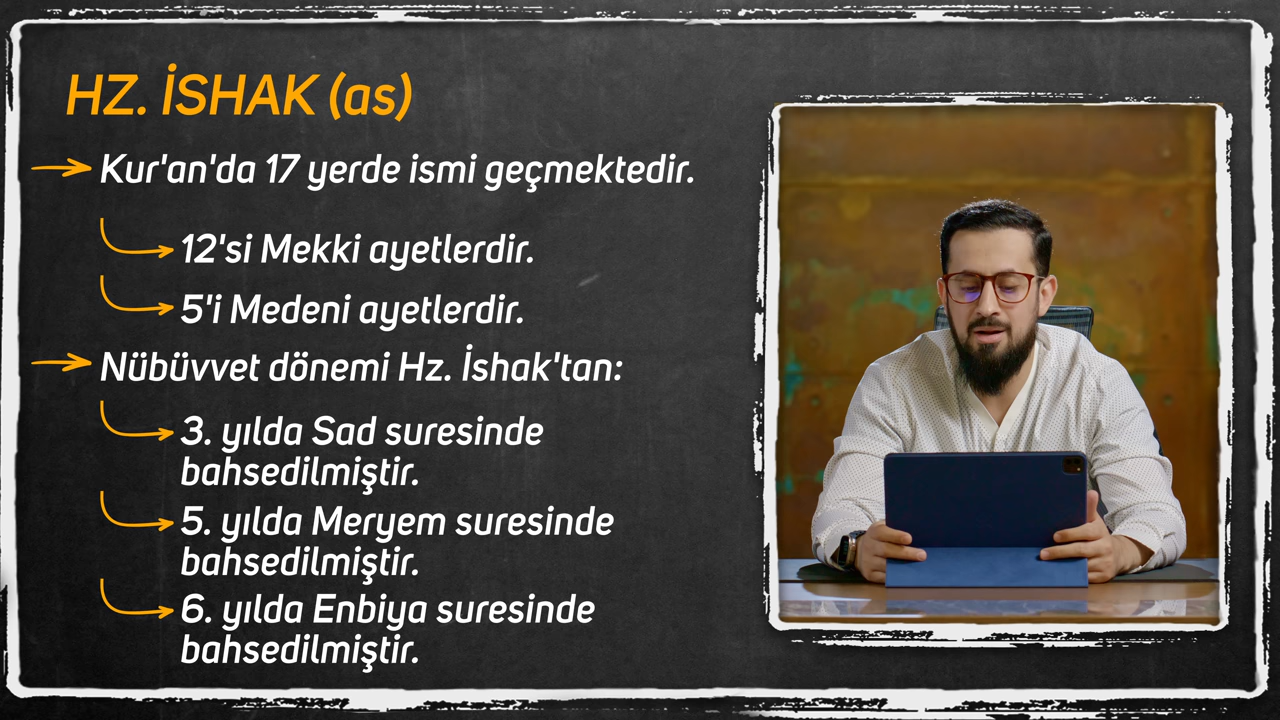 HZ. İSHAK (as)
Kur'an'da 17 yerde ismi geçmektedir.
12'si Mekki ayetlerdir.
5'i Medeni ayetlerdir.
Nübüvvet dönemi Hz. İshak'tan:
3. yılda Sad suresinde
bahsedilmiştir.
5. yılda Meryem suresinde
bahsedilmiştir.
6. yılda Enbiya suresinde
bahsedilmiştir.